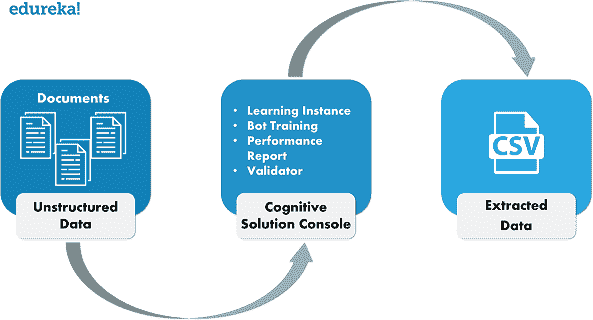 edureka!
Documents
Unstructured
Data
• Learning Instance
• Bot Training
• Performance
Report
• Validator
Cognitive
Solution Console
CSV
Extracted
Data